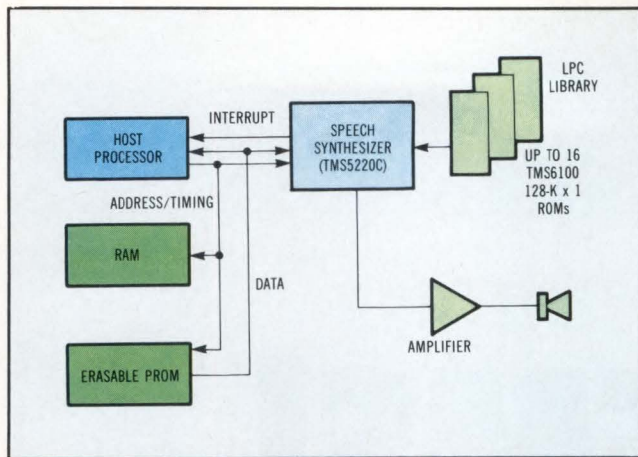 LPC
LIBRARY
INTERRUPT
HOST
PROCESSOR
SPEECH
SYNTHESIZER
(TMS5220C)
UP TO 16
TMS6100
128-K x 1
ROMs
ADDRESS/TIMING
RAM
DATA
AMPLIFIER
ERASABLE PROM